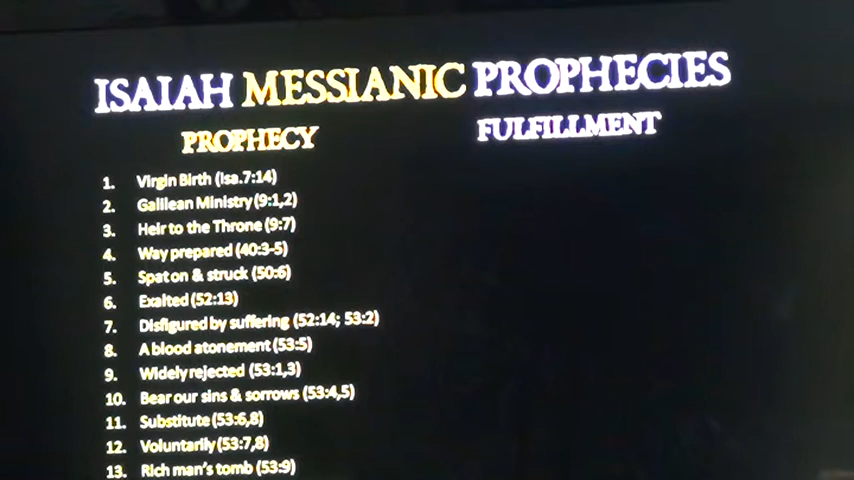 ISAIAH MESSIANIC PROPHECIES
PROPHECY FULFILLMENT
1. Virgin Birth (Isa.7:14)
2. Galilean Ministry (9:1,2)
3. Heir to the Throne (9:7)
4. Way prepared (40:3-5)
5. Spat on & struck (50:6)
6. Exalted (52:13)
7. Disfigured by suffering (52:14; 53:2)
8. A blood atonement (53:5)
9. Widely rejected (53:1,3)
10. Bear our sins & sorrows (53:4,5)
11. Substitute (53:6,8)
12. Voluntarily (53:7,8)
13. Rich man's tomb (53:9)